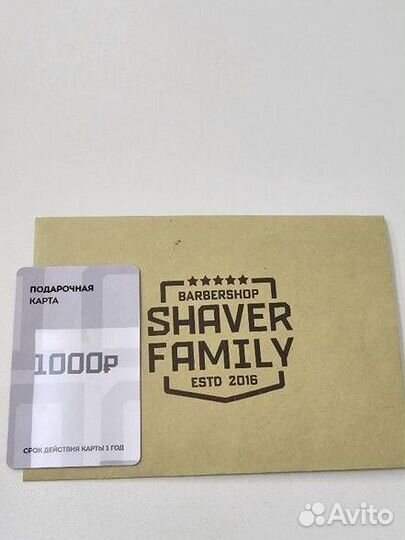 ПОДАРОЧНАЯ
КАРТА
1000₽
СРОК ДЕЙСТВИЯ КАРТЫ 1 ГОД
BARBERSHOP
SHAVER
FAMILY
ESTD 2016
Avito